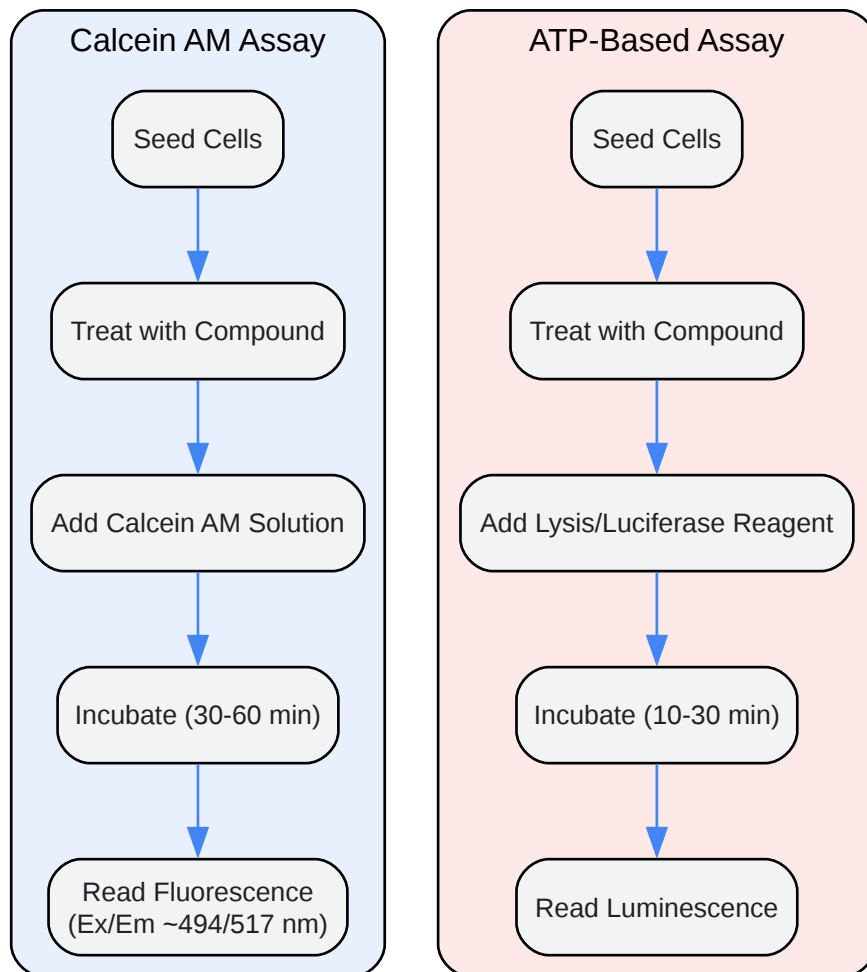 Calcein AM Assay
Seed Cells
Treat with Compound
Add Calcein AM Solution
Incubate (30-60 min)
Read Fluorescence
(Ex/Em ~494/517 nm)
ATP-Based Assay
Seed Cells
Treat with Compound
Add Lysis/Luciferase Reagent
Incubate (10-30 min)
Read Luminescence